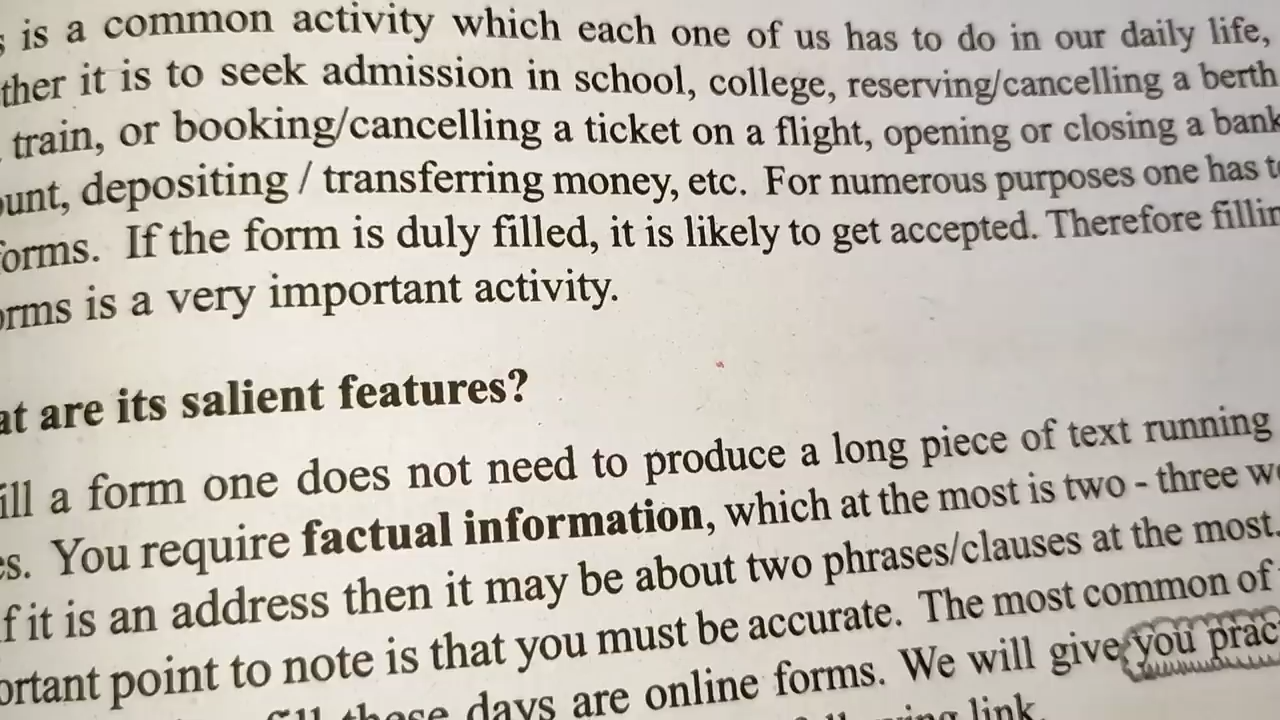 is a common activity which each one of us has to do in our daily life,
ther it is to seek admission in school, college, reserving/cancelling a berth
train, or booking/cancelling a ticket on a flight, opening or closing a bank
ount, depositing / transferring money, etc. For numerous purposes one has
forms. If the form is duly filled, it is likely to get accepted. Therefore fillin
orms is a very important activity.
at are its salient features?
ill a form one does not need to produce a long piece of text running
es. You require factual information, which at the most is two - three
f it is an address then it may be about two phrases/clauses at the most.
ortant point to note is that you must be accurate. The most common of
these days are online forms. We will give you prac
link.